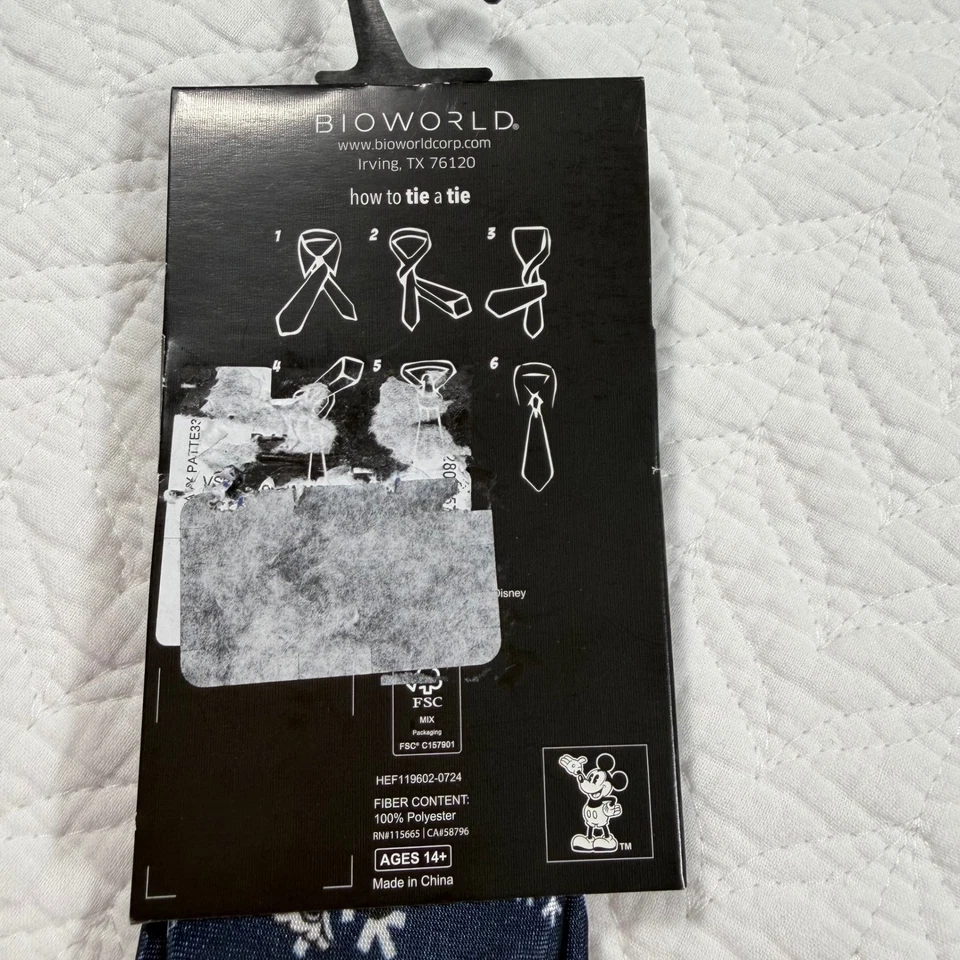 BIOWORLD®
www.bioworldcorp.com
Irving, TX 76120
how to tie a tie
1
2
3
4
5
6
PATTE33
280
Disney
FSC
MIX
Packaging
FSC® C157901
HEF119602-0724
FIBER CONTENT:
100% Polyester
RN#115665 | CA#58796
AGES 14+
Made in China
TM